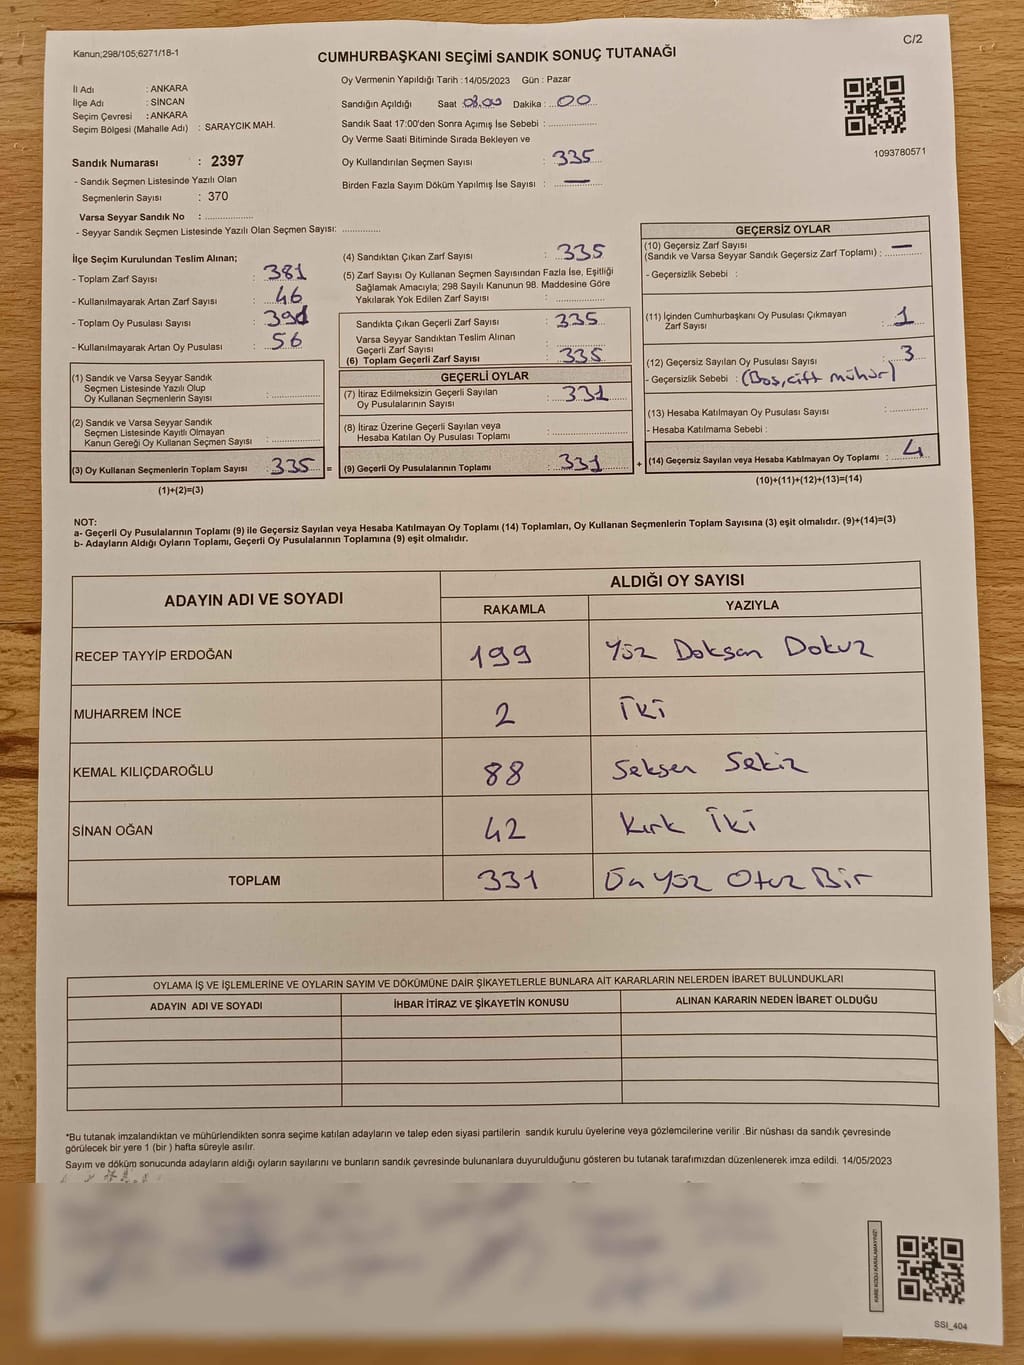 Kanun;298/105;6271/18-1
C/2
CUMHURBAŞKANI SEÇİMİ SANDIK SONUÇ TUTANAĞI
İl Adı : ANKARA
İlçe Adı : SİNCAN
Seçim Çevresi : ANKARA
Seçim Bölgesi (Mahalle Adı) : SARAYCIK MAH.
Sandık Numarası : 2397
- Sandık Seçmen Listesinde Yazılı Olan
Seçmenlerin Sayısı : 370
Varsa Seyyar Sandık No : ..............
- Seyyar Sandık Seçmen Listesinde Yazılı Olan Seçmen Sayısı: ............
Oy Vermenin Yapıldığı Tarih :14/05/2023 Gün : Pazar
Sandığın Açıldığı Saat 08.00 Dakika : 00
Sandık Saat 17:00'den Sonra Açımış İse Sebebi : ..............
Oy Verme Saati Bitiminde Sırada Bekleyen ve
Oy Kullandırılan Seçmen Sayısı : 335
Birden Fazla Sayım Döküm Yapılmış İse Sayısı : —
1093780571
İlçe Seçim Kurulundan Teslim Alınan;
- Toplam Zarf Sayısı : 381
- Kullanılmayarak Artan Zarf Sayısı : 46
- Toplam Oy Pusulası Sayısı : 391
- Kullanılmayarak Artan Oy Pusulası : 56
(1) Sandık ve Varsa Seyyar Sandık
Seçmen Listesinde Yazılı Olup
Oy Kullanan Seçmenlerin Sayısı : ..............
(2) Sandık ve Varsa Seyyar Sandık
Seçmen Listesinde Kayıtlı Olmayan
Kanun Gereği Oy Kullanan Seçmen Sayısı : ..............
(3) Oy Kullanan Seçmenlerin Toplam Sayısı : 335 =
(1)+(2)=(3)
(4) Sandıktan Çıkan Zarf Sayısı : 335
(5) Zarf Sayısı Oy Kullanan Seçmen Sayısından Fazla İse, Eşitliği
Sağlamak Amacıyla; 298 Sayılı Kanunun 98. Maddesine Göre
Yakılarak Yok Edilen Zarf Sayısı : ..............
Sandıkta Çıkan Geçerli Zarf Sayısı : 335
Varsa Seyyar Sandıktan Teslim Alınan
Geçerli Zarf Sayısı : ..............
(6) Toplam Geçerli Zarf Sayısı : 335
GEÇERLİ OYLAR
(7) İtiraz Edilmeksizin Geçerli Sayılan
Oy Pusulalarının Sayısı : 331
(8) İtiraz Üzerine Geçerli Sayılan veya
Hesaba Katılan Oy Pusulası Toplamı : ..............
(9) Geçerli Oy Pusulalarının Toplamı : 331 +
GEÇERSİZ OYLAR
(10) Geçersiz Zarf Sayısı
(Sandık ve Varsa Seyyar Sandık Geçersiz Zarf Toplamı) : —
- Geçersizlik Sebebi :
(11) İçinden Cumhurbaşkanı Oy Pusulası Çıkmayan
Zarf Sayısı : 1
(12) Geçersiz Sayılan Oy Pusulası Sayısı : 3
- Geçersizlik Sebebi : (Boş, çift mühür)
(13) Hesaba Katılmayan Oy Pusulası Sayısı : ..............
- Hesaba Katılmama Sebebi :
(14) Geçersiz Sayılan veya Hesaba Katılmayan Oy Toplamı : 4
(10)+(11)+(12)+(13)=(14)
NOT:
a- Geçerli Oy Pusulalarının Toplamı (9) ile Geçersiz Sayılan veya Hesaba Katılmayan Oy Toplamı (14) Toplamları, Oy Kullanan Seçmenlerin Toplam Sayısına (3) eşit olmalıdır. (9)+(14)=(3)
b- Adayların Aldığı Oyların Toplamı, Geçerli Oy Pusulalarının Toplamına (9) eşit olmalıdır.
ADAYIN ADI VE SOYADI
ALDIĞI OY SAYISI
RAKAMLA YAZIYLA
RECEP TAYYİP ERDOĞAN 199 Yüz Doksan Dokuz
MUHARREM İNCE 2 İki
KEMAL KILIÇDAROĞLU 88 Seksen Sekiz
SİNAN OĞAN 42 Kırk İki
TOPLAM 331 Üç Yüz Otuz Bir
OYLAMA İŞ VE İŞLEMLERİNE VE OYLARIN SAYIM VE DÖKÜMÜNE DAİR ŞİKAYETLERLE BUNLARA AİT KARARLARIN NELERDEN İBARET BULUNDUKLARI
ADAYIN ADI VE SOYADI İHBAR İTİRAZ VE ŞİKAYETİN KONUSU ALINAN KARARIN NEDEN İBARET OLDUĞU
*Bu tutanak imzalandıktan ve mühürlendikten sonra seçime katılan adayların ve talep eden siyasi partilerin sandık kurulu üyelerine veya gözlemcilerine verilir .Bir nüshası da sandık çevresinde
görülecek bir yere 1 (bir ) hafta süreyle asılır.
Sayım ve döküm sonucunda adayların aldığı oyların sayılarını ve bunların sandık çevresinde bulunanlara duyurulduğunu gösteren bu tutanak tarafımızdan düzenlenerek imza edildi. 14/05/2023
KARE KODU KARALAMAYINIZ!
SSI_404